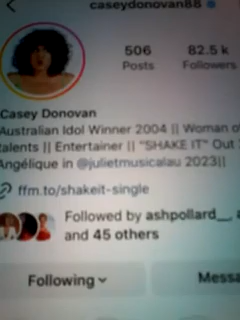 caseydonovan88
506
82.5 k
Posts
Followers
Casey Donovan
Australian Idol Winner 2004 || Woman of
talents || Entertainer || "SHAKE IT" Out
Angélique in @julietmusicalau 2023||
ffm.to/shakeit-single
Followed by ashpollard__,
and 45 others
Following
Messa